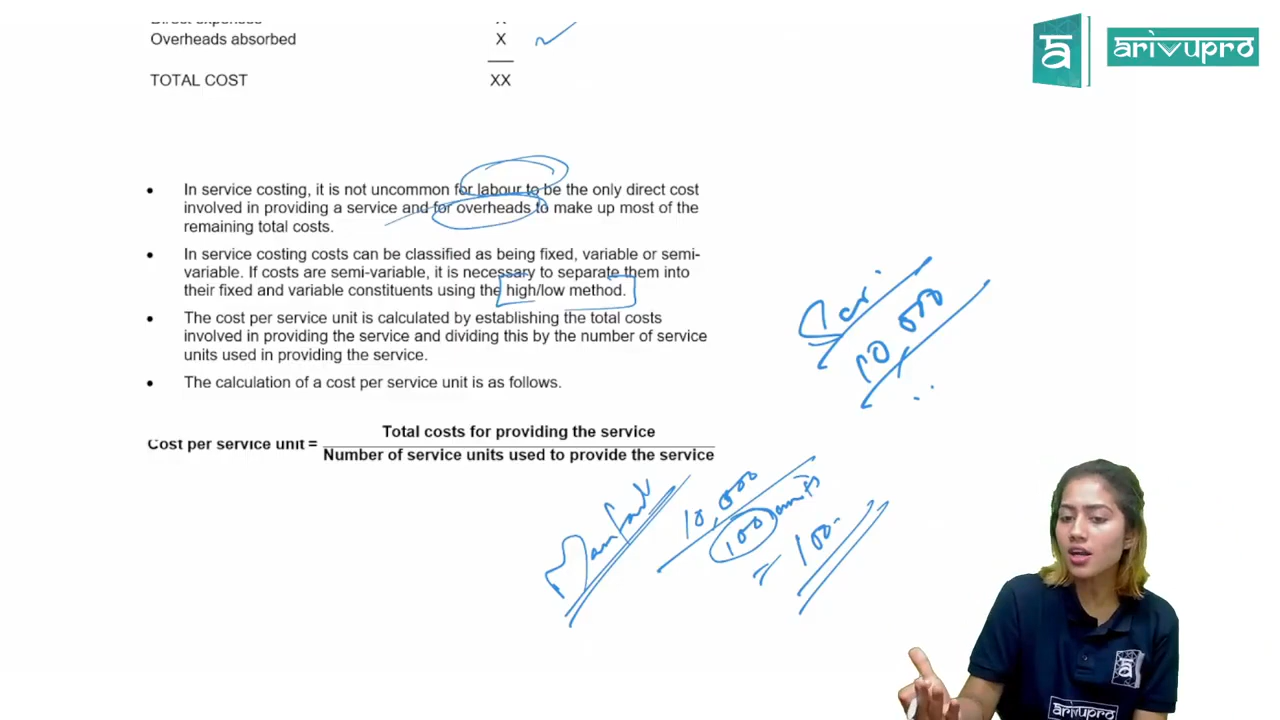 Overheads absorbed X
TOTAL COST XX
arivupro
• In service costing, it is not uncommon for labour to be the only direct cost
involved in providing a service and for overheads to make up most of the
remaining total costs.
• In service costing costs can be classified as being fixed, variable or semi-
variable. If costs are semi-variable, it is necessary to separate them into
their fixed and variable constituents using the high/low method.
• The cost per service unit is calculated by establishing the total costs
involved in providing the service and dividing this by the number of service
units used in providing the service.
• The calculation of a cost per service unit is as follows.
Cost per service unit = Total costs for providing the service
Number of service units used to provide the service
Ser
10,000
10,000
100 units
= 100
arivupro